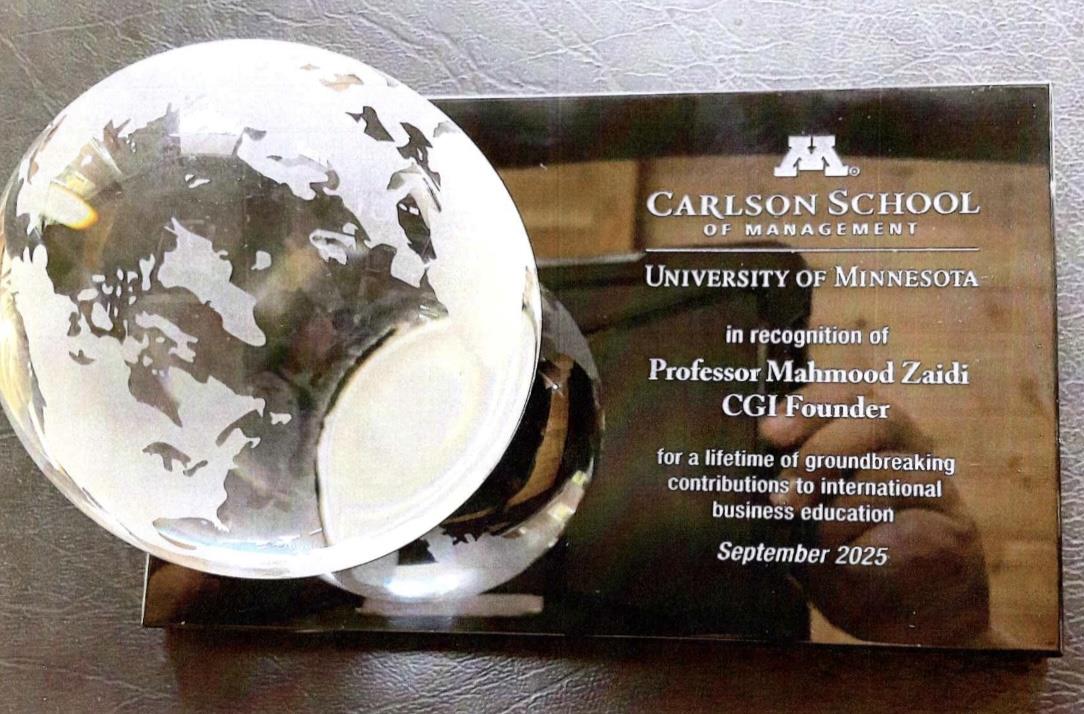 M
CARLSON SCHOOL
OF MANAGEMENT
UNIVERSITY OF MINNESOTA
in recognition of
Professor Mahmood Zaidi
CGI Founder
for a lifetime of groundbreaking
contributions to international
business education
September 2025